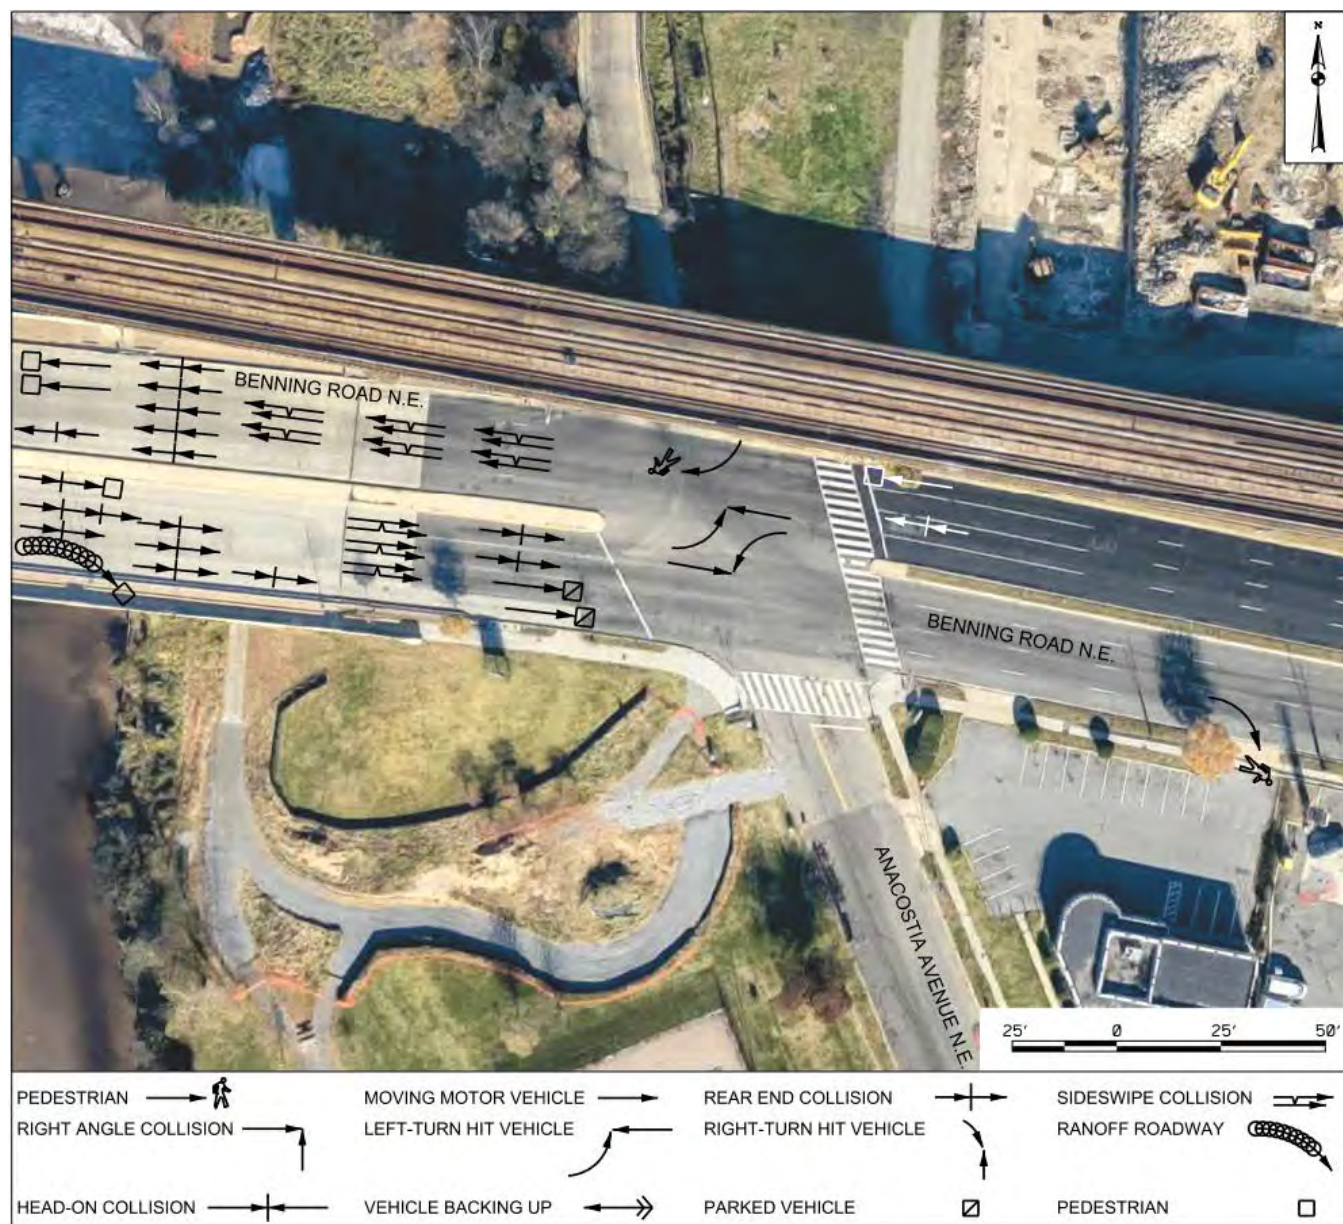 N
BENNING ROAD N.E.
BENNING ROAD N.E.
ANACOSTIA AVENUE N.E.
25' 0 25' 50'
PEDESTRIAN MOVING MOTOR VEHICLE REAR END COLLISION SIDESWIPE COLLISION
RIGHT ANGLE COLLISION LEFT-TURN HIT VEHICLE RIGHT-TURN HIT VEHICLE RANOFF ROADWAY
HEAD-ON COLLISION VEHICLE BACKING UP PARKED VEHICLE PEDESTRIAN